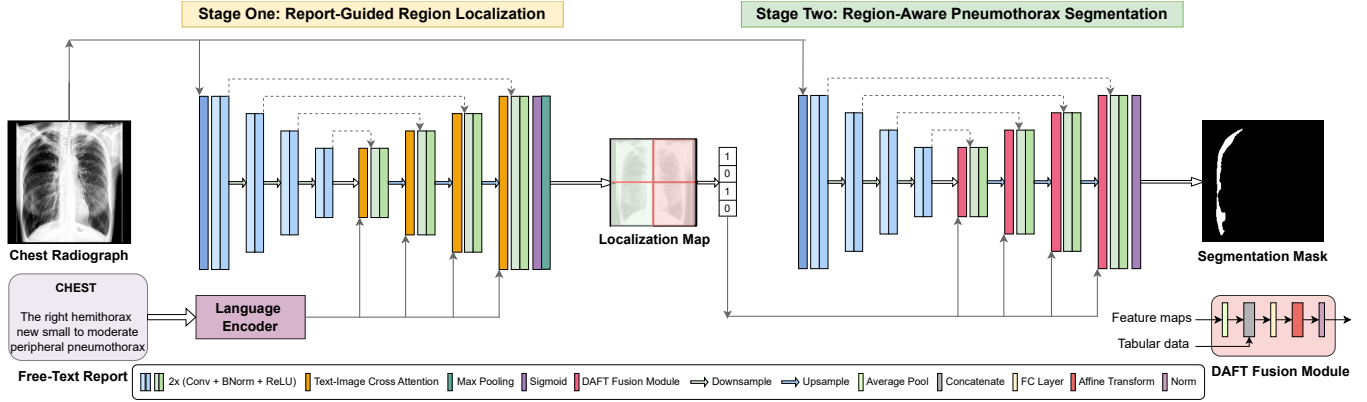 Stage One: Report-Guided Region Localization
Stage Two: Region-Aware Pneumothorax Segmentation
Chest Radiograph
CHEST
The right hemithorax
new small to moderate
peripheral pneumothorax
Free-Text Report
Language
Encoder
Localization Map
1
0
1
0
Segmentation Mask
Feature maps
Tabular data
DAFT Fusion Module
2x (Conv + BNorm + ReLU) Text-Image Cross Attention Max Pooling Sigmoid DAFT Fusion Module Downsample Upsample Average Pool Concatenate FC Layer Affine Transform Norm